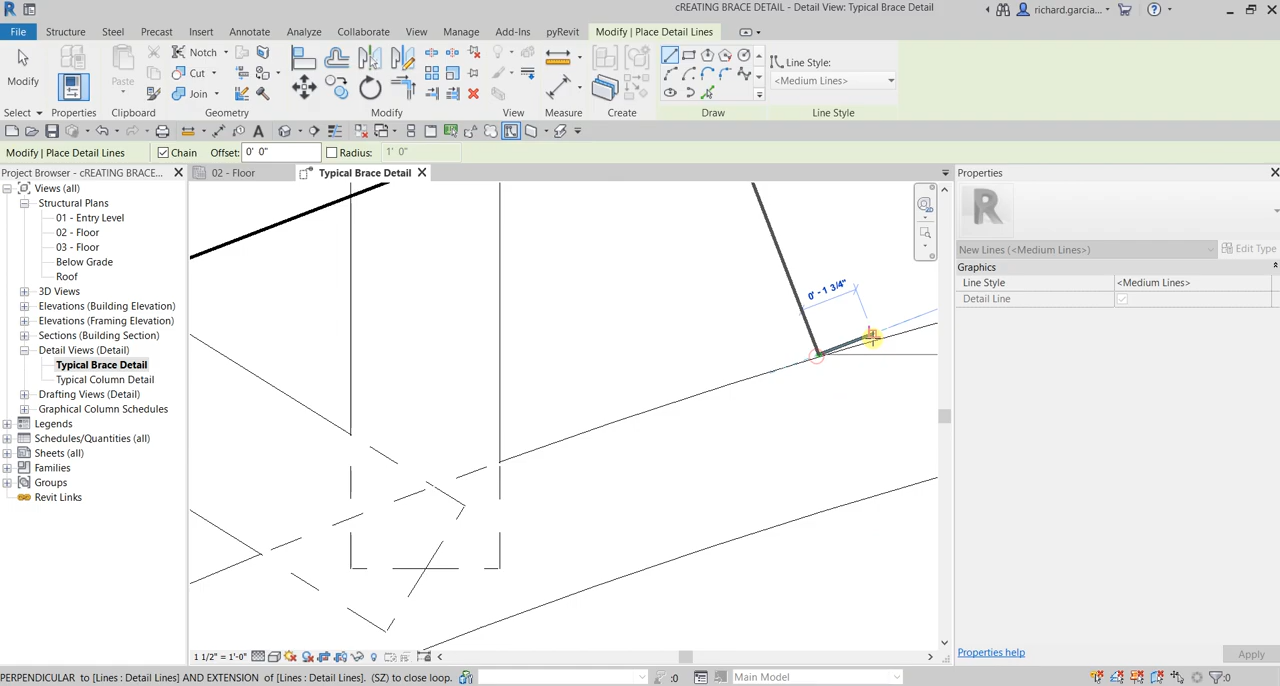 cREATING BRACE DETAIL - Detail View: Typical Brace Detail
richard.garcia...
File Structure Steel Precast Insert Annotate Analyze Collaborate View Manage Add-Ins pyRevit Modify | Place Detail Lines
Modify
Paste
Notch
Cut
Join
Line Style:
<Medium Lines>
Select Properties Clipboard Geometry Modify View Measure Create Draw Line Style
Modify | Place Detail Lines Chain Offset: 0' 0" Radius: 1' 0"
Project Browser - cREATING BRACE...
02 - Floor
Typical Brace Detail
Properties
Views (all)
Structural Plans
01 - Entry Level
02 - Floor
03 - Floor
Below Grade
Roof
3D Views
Elevations (Building Elevation)
Elevations (Framing Elevation)
Sections (Building Section)
Detail Views (Detail)
Typical Brace Detail
Typical Column Detail
Drafting Views (Detail)
Graphical Column Schedules
Legends
Schedules/Quantities (all)
Sheets (all)
Families
Groups
Revit Links
0' - 1 3/4"
New Lines (<Medium Lines>)
Edit Type
Graphics
Line Style <Medium Lines>
Detail Line
Properties help
Apply
1 1/2" = 1'-0"
PERPENDICULAR to [Lines : Detail Lines] AND EXTENSION of [Lines : Detail Lines]. (SZ) to close loop.
:0
Main Model
:0